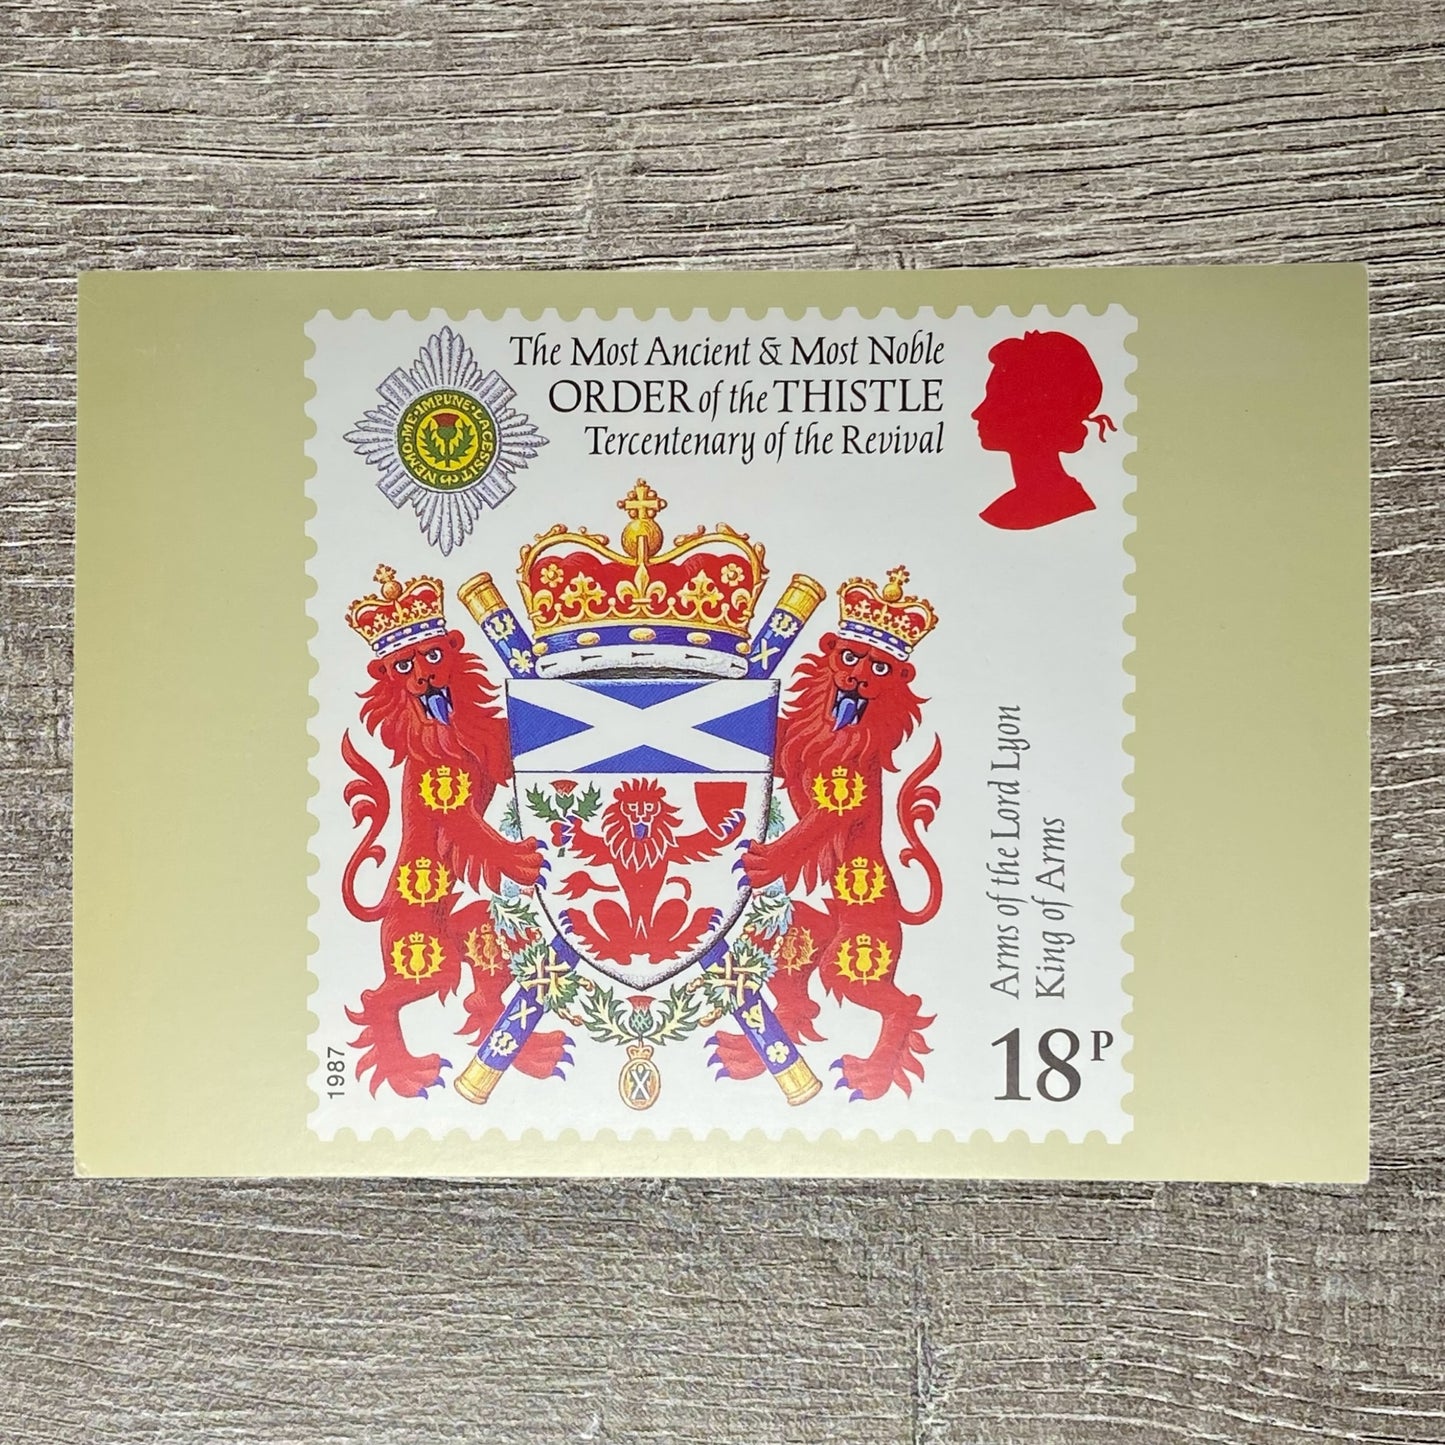 The Most Ancient & Most Noble
ORDER of the THISTLE
Tercentenary of the Revival
NEMO·ME·IMPUNE·LACESSIT
Arms of the Lord Lyon
King of Arms
18P
1987